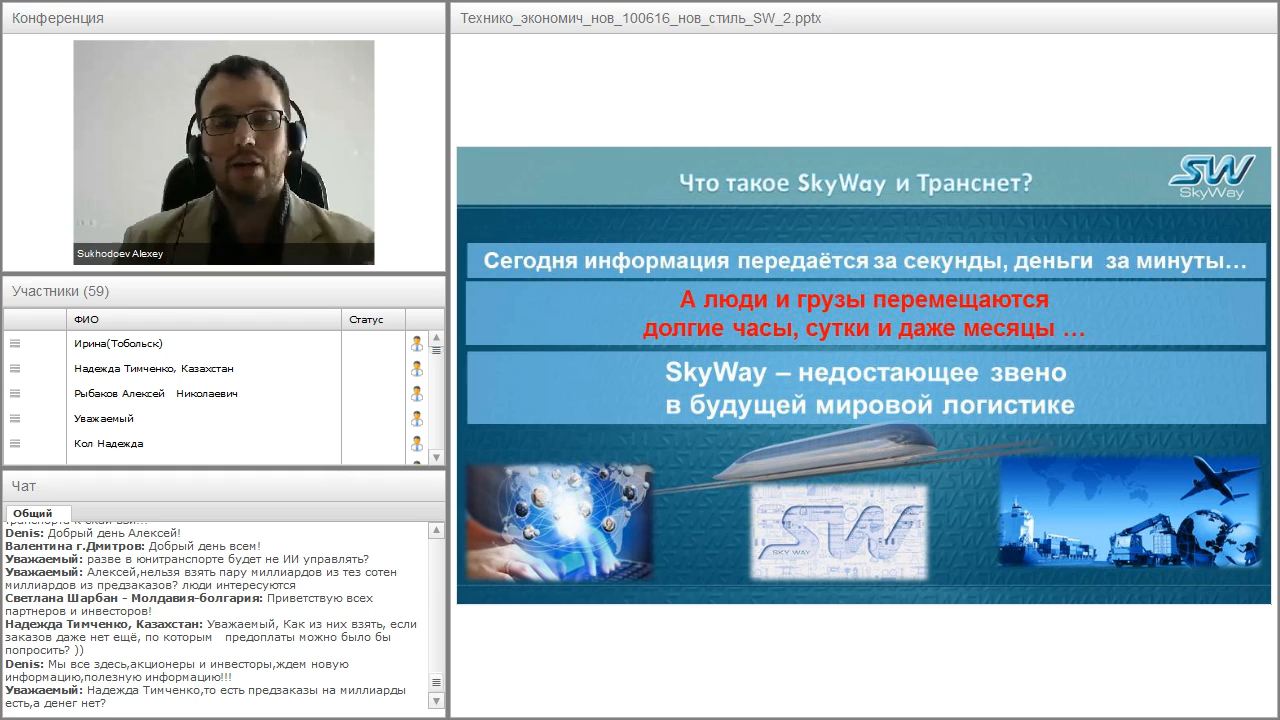 Конференция
Sukhodoev Alexey
Участники (59)
ФИО
Статус
Ирина(Тобольск)
Надежда Тимченко, Казахстан
Рыбаков Алексей Николаевич
Уважаемый
Кол Надежда
Чат
Общий
Denis: Добрый день Алексей!
Валентина г.Дмитров: Добрый день всем!
Уважаемый: разве в юнитранспорте будет не ИИ управлять?
Уважаемый: Алексей,нельзя взять пару миллиардов из тез сотен
миллиардов из предзаказов? люди интересуются
Светлана Шарбан - Молдавия-болгария: Приветствую всех
партнеров и инвесторов!
Надежда Тимченко, Казахстан: Уважаемый, Как из них взять, если
заказов даже нет ещё, по которым предоплаты можно было бы
попросить? ))
Denis: Мы все здесь,акционеры и инвесторы,ждем новую
информацию,полезную информацию!!!
Уважаемый: Надежда Тимченко,то есть предзаказы на миллиарды
есть,а денег нет?
Технико_экономич_нов_100616_нов_стиль_SW_2.pptx
Что такое SkyWay и Транснет?
SW
SkyWay
Сегодня информация передаётся за секунды, деньги за минуты…
А люди и грузы перемещаются
долгие часы, сутки и даже месяцы …
SkyWay – недостающее звено
в будущей мировой логистике
SW
SKY WAY